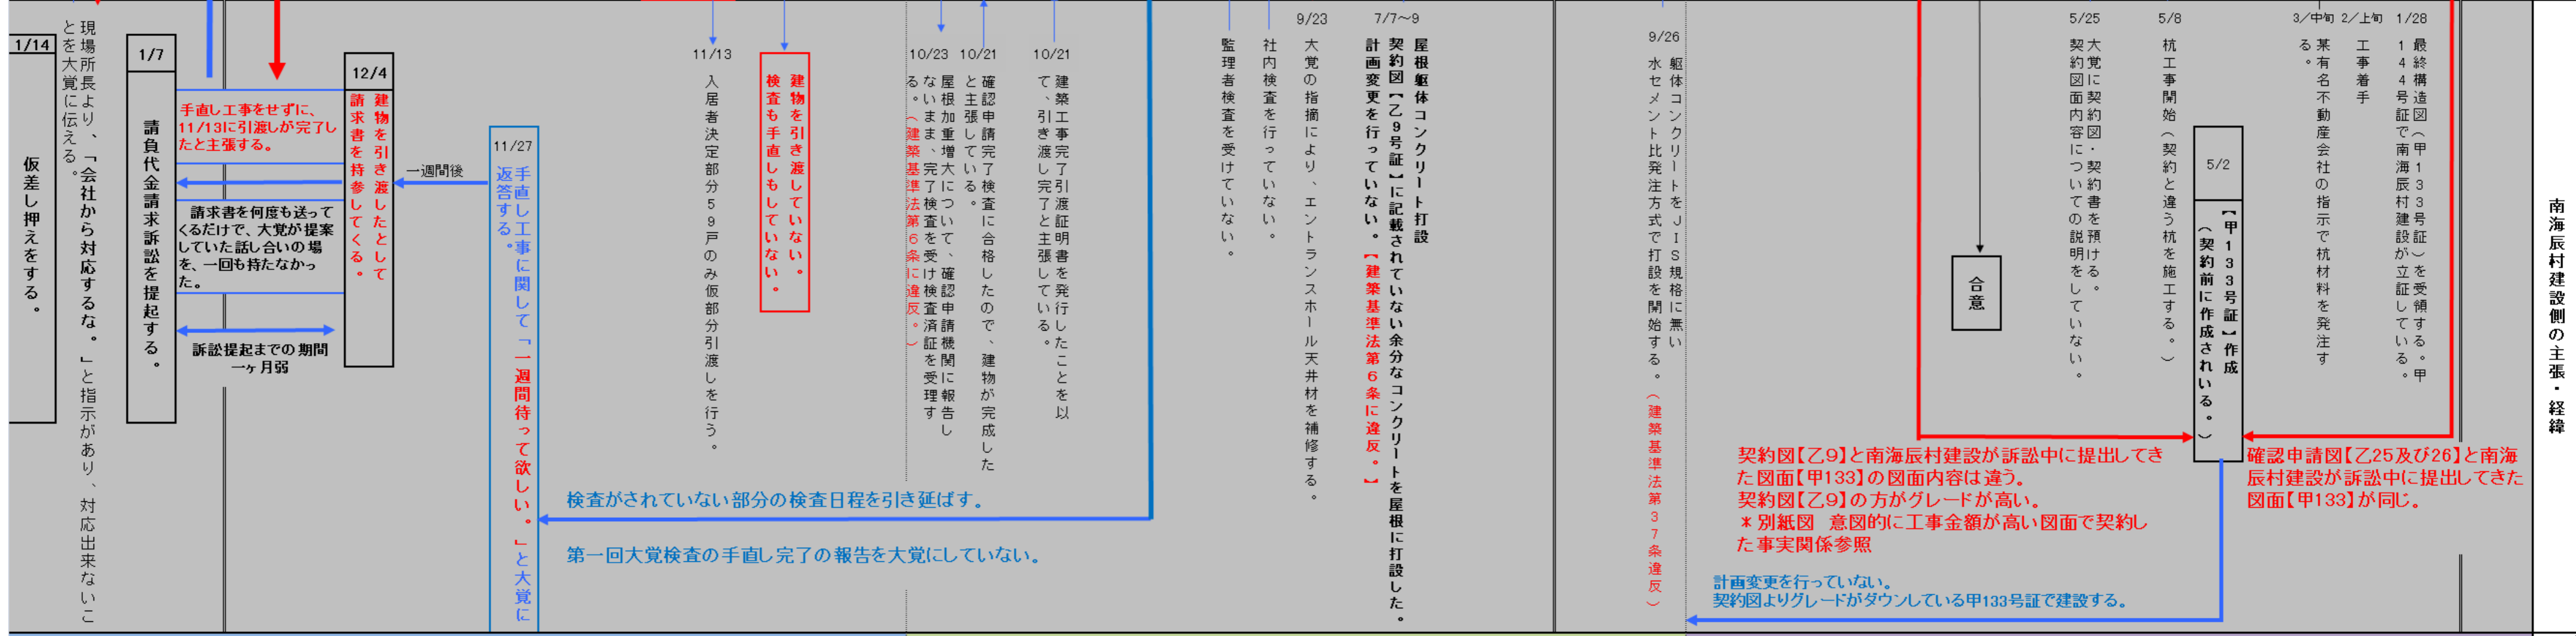 南海辰村建設側の主張・経緯
1/28
最終構造図（甲133号証）を受領する。甲
144号証で南海辰村建設が立証している。
2/上旬
工事着手
3/中旬
某有名不動産会社の指示で杭材料を発注す
る。
5/2
【甲133号証】作成
（契約前に作成されいる。）
5/8
杭工事開始（契約と違う杭を施工する。）
5/25
大覚に契約図・契約書を預ける。
契約図面内容についての説明をしていない。
合意
確認申請図【乙25及び26】と南海
辰村建設が訴訟中に提出してきた
図面【甲133】が同じ。
契約図【乙9】と南海辰村建設が訴訟中に提出してき
た図面【甲133】の図面内容は違う。
契約図【乙9】の方がグレードが高い。
＊別紙図　意図的に工事金額が高い図面で契約し
た事実関係参照
計画変更を行っていない。
契約図よりグレードがダウンしている甲133号証で建設する。
9/26
躯体コンクリートをJIS規格に無い
水セメント比発注方式で打設を開始する。（建築基準法第37条違反）
7/7～9
屋根躯体コンクリート打設
契約図【乙9号証】に記載されていない余分なコンクリートを屋根に打設した。
計画変更を行っていない。【建築基準法第6条に違反。】
9/23
大覚の指摘により、エントランスホール天井材を補修する。
社内検査を行っていない。
監理者検査を受けていない。
10/21
建築工事完了引渡証明書を発行したことを以
て、引き渡し完了と主張している。
10/21
確認申請完了検査に合格したので、建物が完成した
と主張している。
10/23
屋根加重増大について、確認申請機関に報告し
ないまま、完了検査を受け検査済証を受理す
る。（建築基準法第6条に違反。）
建物を引き渡していない。
検査も手直しもしていない。
11/13
入居者決定部分59戸のみ仮部分引渡しを行う。
検査がされていない部分の検査日程を引き延ばす。
第一回大覚検査の手直し完了の報告を大覚にしていない。
11/27
手直し工事に関して「一週間待って欲しい。」と大覚に
返答する。
一週間後
12/4
建物を引き渡したとして
請求書を持参してくる。
手直し工事をせずに、
11/13に引渡しが完了し
たと主張する。
請求書を何度も送って
くるだけで、大覚が提案
していた話し合いの場
を、一回も持たなかっ
た。
訴訟提起までの期間
一ヶ月弱
1/7
請負代金請求訴訟を提起する。
現場所長より、「会社から対応するな。」と指示があり、対応出来ないこ
とを大覚に伝える。
1/14
仮差し押えをする。